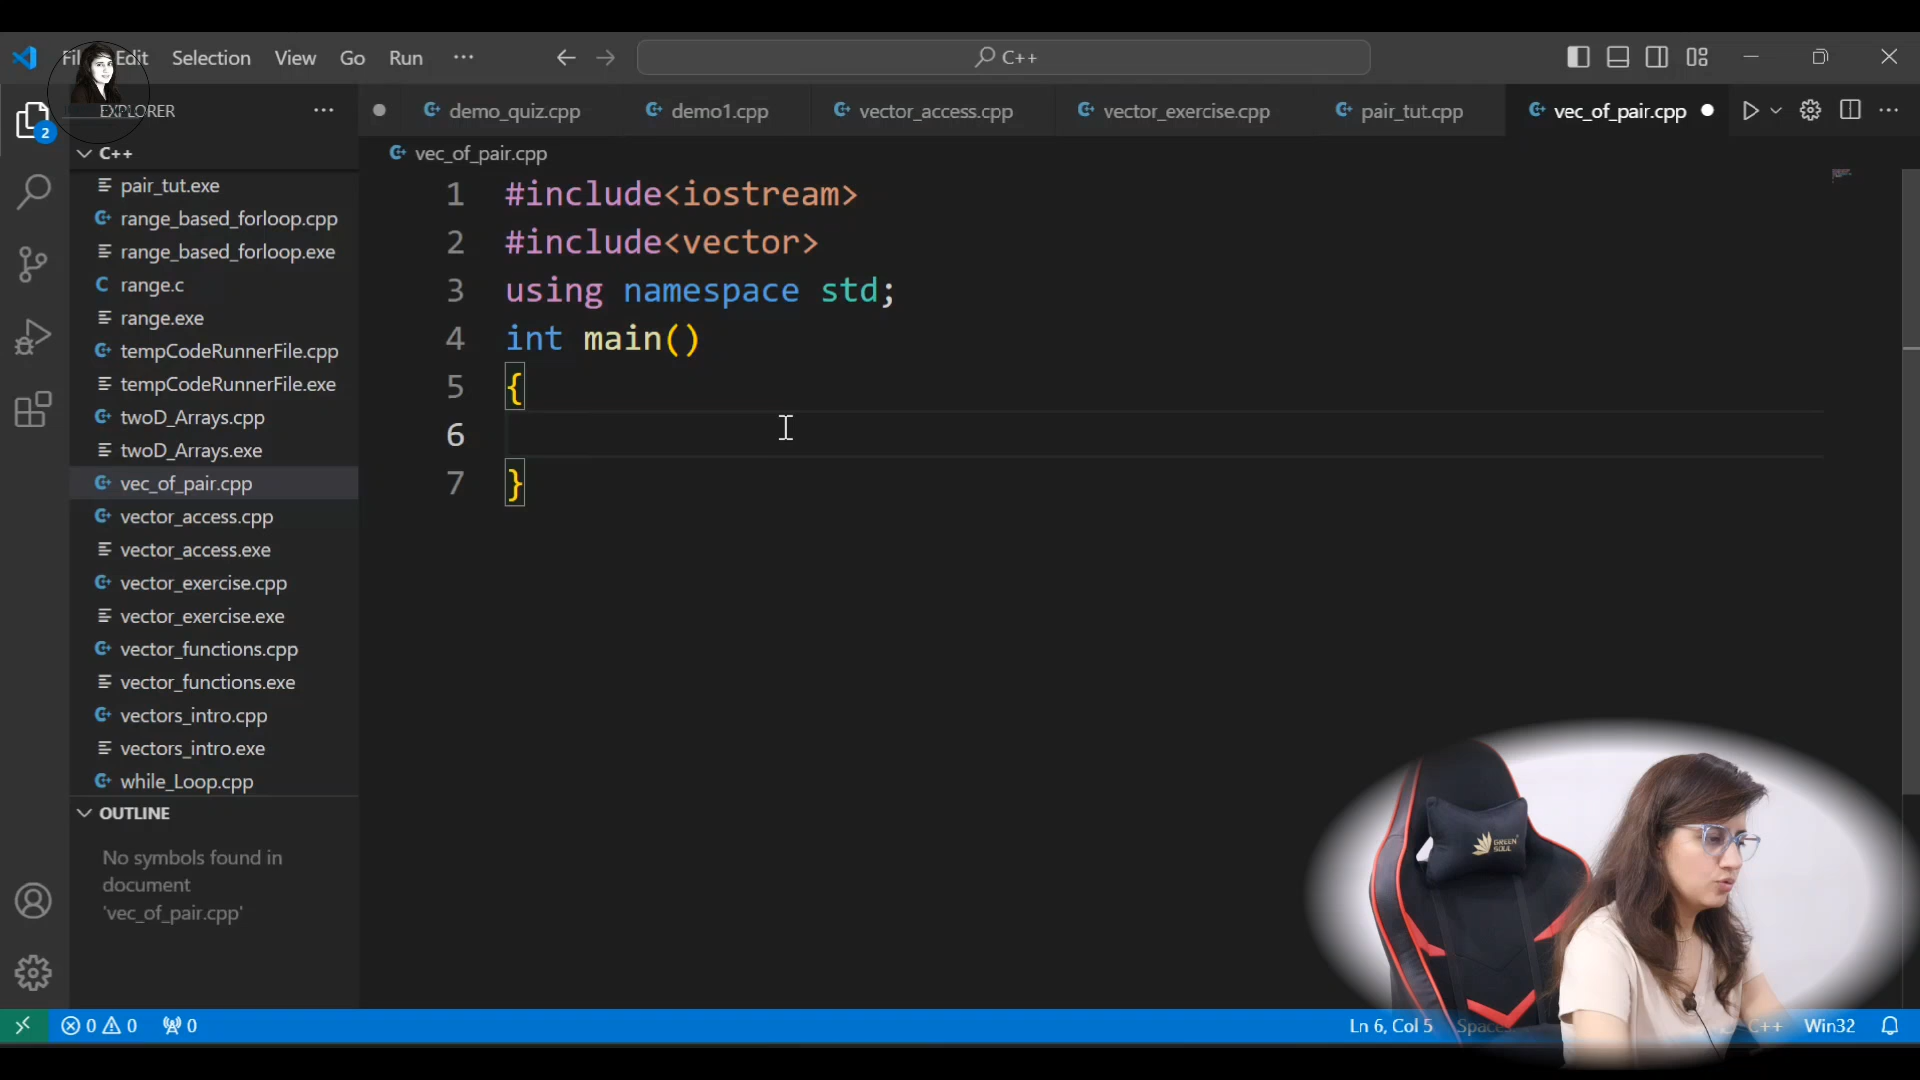 Fil Edit Selection View Go Run ··· C++
EXPLORER ···
demo_quiz.cpp demo1.cpp vector_access.cpp vector_exercise.cpp pair_tut.cpp vec_of_pair.cpp
2
C++
vec_of_pair.cpp
pair_tut.exe
range_based_forloop.cpp
range_based_forloop.exe
range.c
range.exe
tempCodeRunnerFile.cpp
tempCodeRunnerFile.exe
twoD_Arrays.cpp
twoD_Arrays.exe
vec_of_pair.cpp
vector_access.cpp
vector_access.exe
vector_exercise.cpp
vector_exercise.exe
vector_functions.cpp
vector_functions.exe
vectors_intro.cpp
vectors_intro.exe
while_Loop.cpp
OUTLINE
No symbols found in
document
'vec_of_pair.cpp'
1 #include<iostream>
2 #include<vector>
3 using namespace std;
4 int main()
5 {
6
7 }
GREEN
SOUL
0 0 0 Ln 6, Col 5 C++ Win32